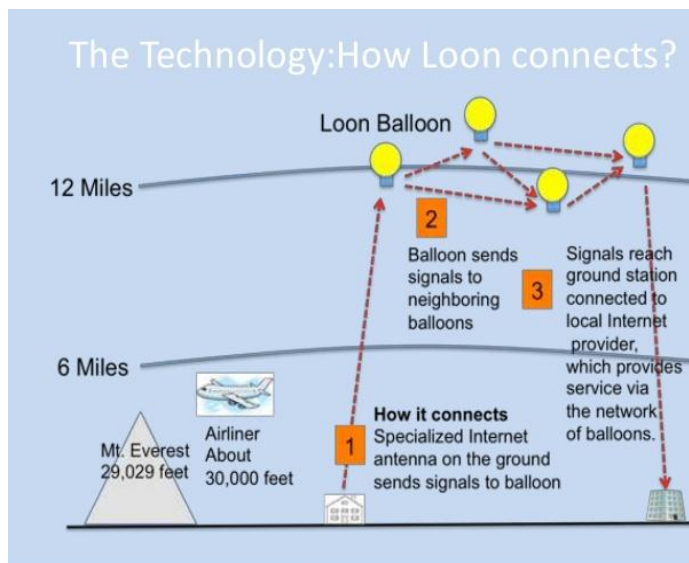 The Technology:How Loon connects?
Loon Balloon
12 Miles
2
Balloon sends
signals to
neighboring
balloons
3
Signals reach
ground station
connected to
local Internet
provider,
which provides
service via
the network
of balloons.
6 Miles
Mt. Everest
29,029 feet
Airliner
About
30,000 feet
1
How it connects
Specialized Internet
antenna on the ground
sends signals to balloon